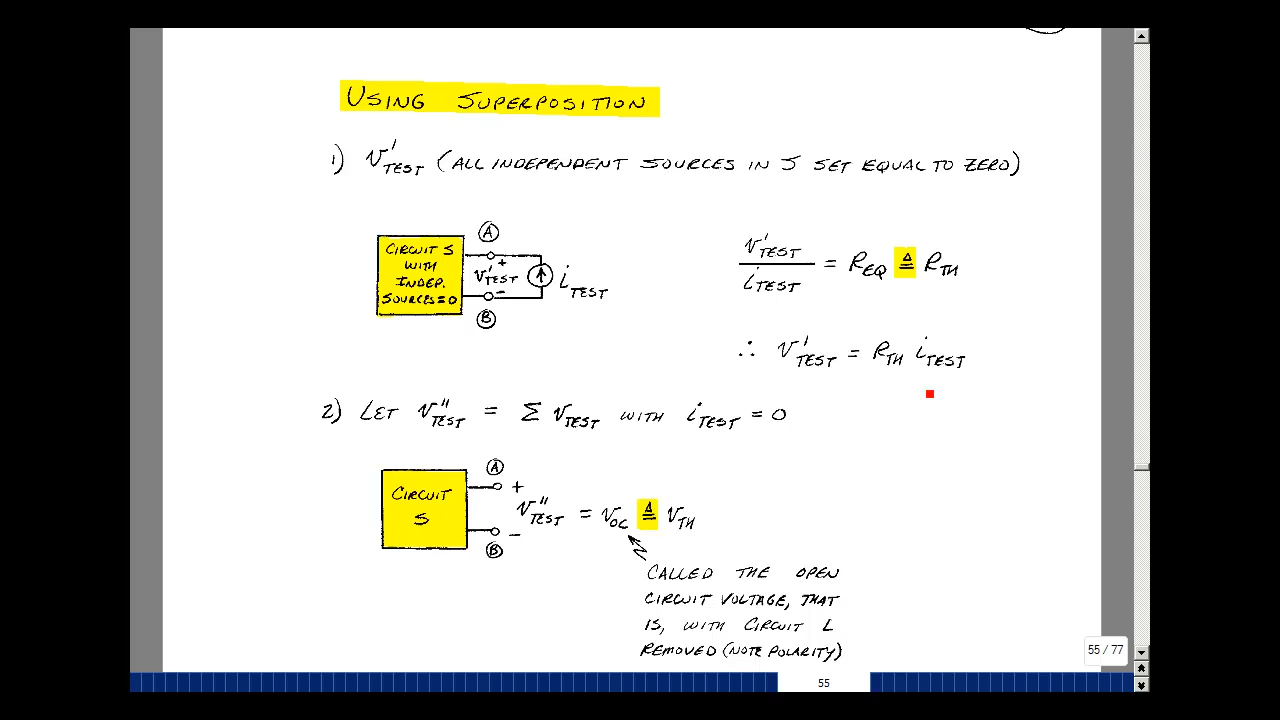 USING SUPERPOSITION
1) V'TEST (ALL INDEPENDENT SOURCES IN S SET EQUAL TO ZERO)
CIRCUIT S
WITH
INDEP.
SOURCES=0
A
+
V'TEST
-
B
iTEST
V'TEST / iTEST = REQ ≜ RTH
∴ V'TEST = RTH iTEST
2) LET V''TEST = Σ VTEST WITH iTEST = 0
CIRCUIT
S
A
+
V''TEST = VOC ≜ VTH
-
B
CALLED THE OPEN
CIRCUIT VOLTAGE, THAT
IS, WITH CIRCUIT L
REMOVED (NOTE POLARITY)
55 / 77
55